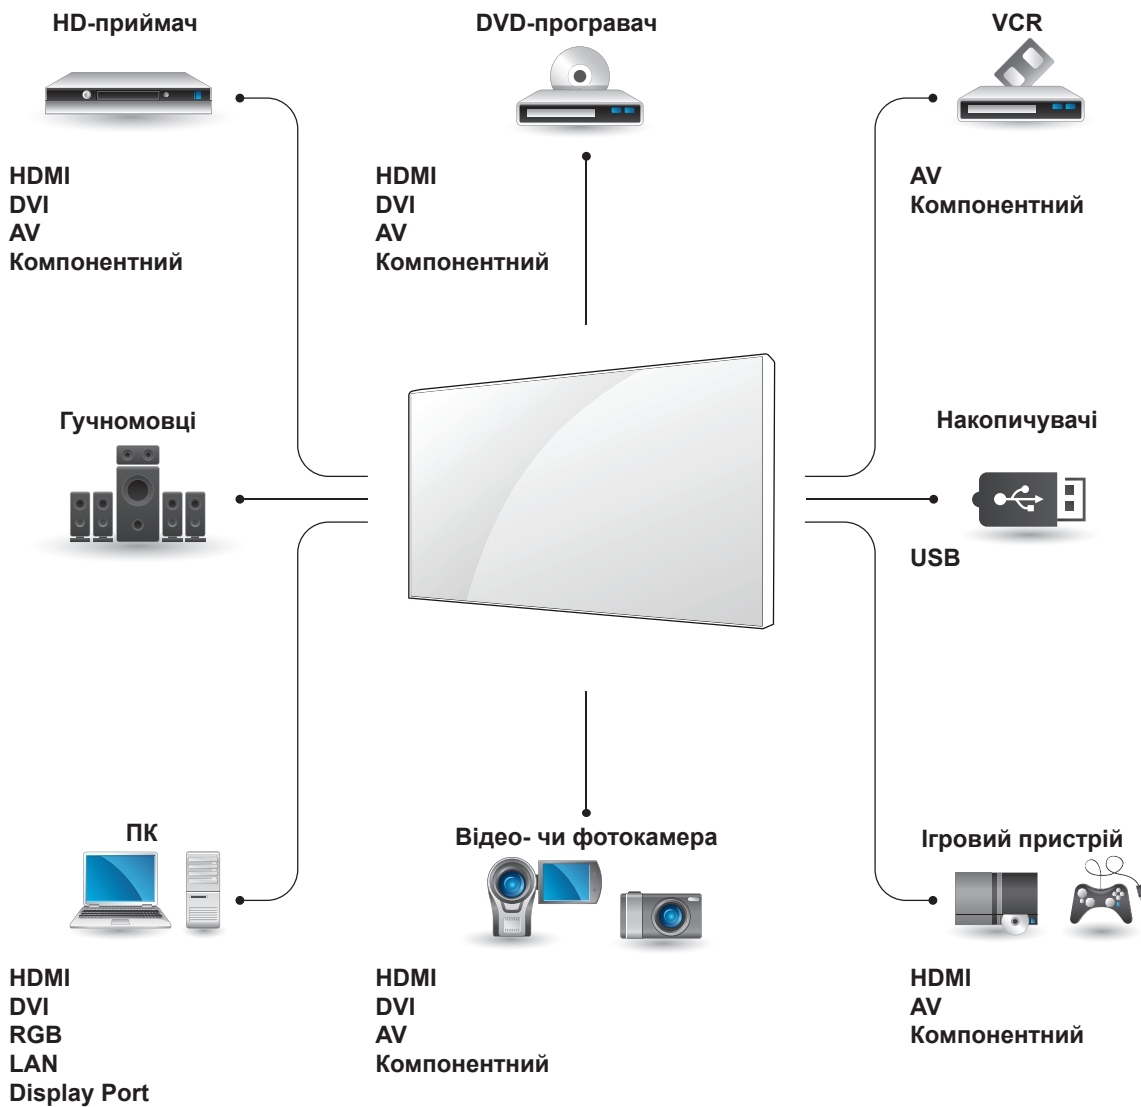 HD-приймач
HDMI
DVI
AV
Компонентний
DVD-програвач
HDMI
DVI
AV
Компонентний
VCR
AV
Компонентний
Гучномовці
Накопичувачі
USB
ПК
HDMI
DVI
RGB
LAN
Display Port
Відео- чи фотокамера
HDMI
DVI
AV
Компонентний
Ігровий пристрій
HDMI
AV
Компонентний